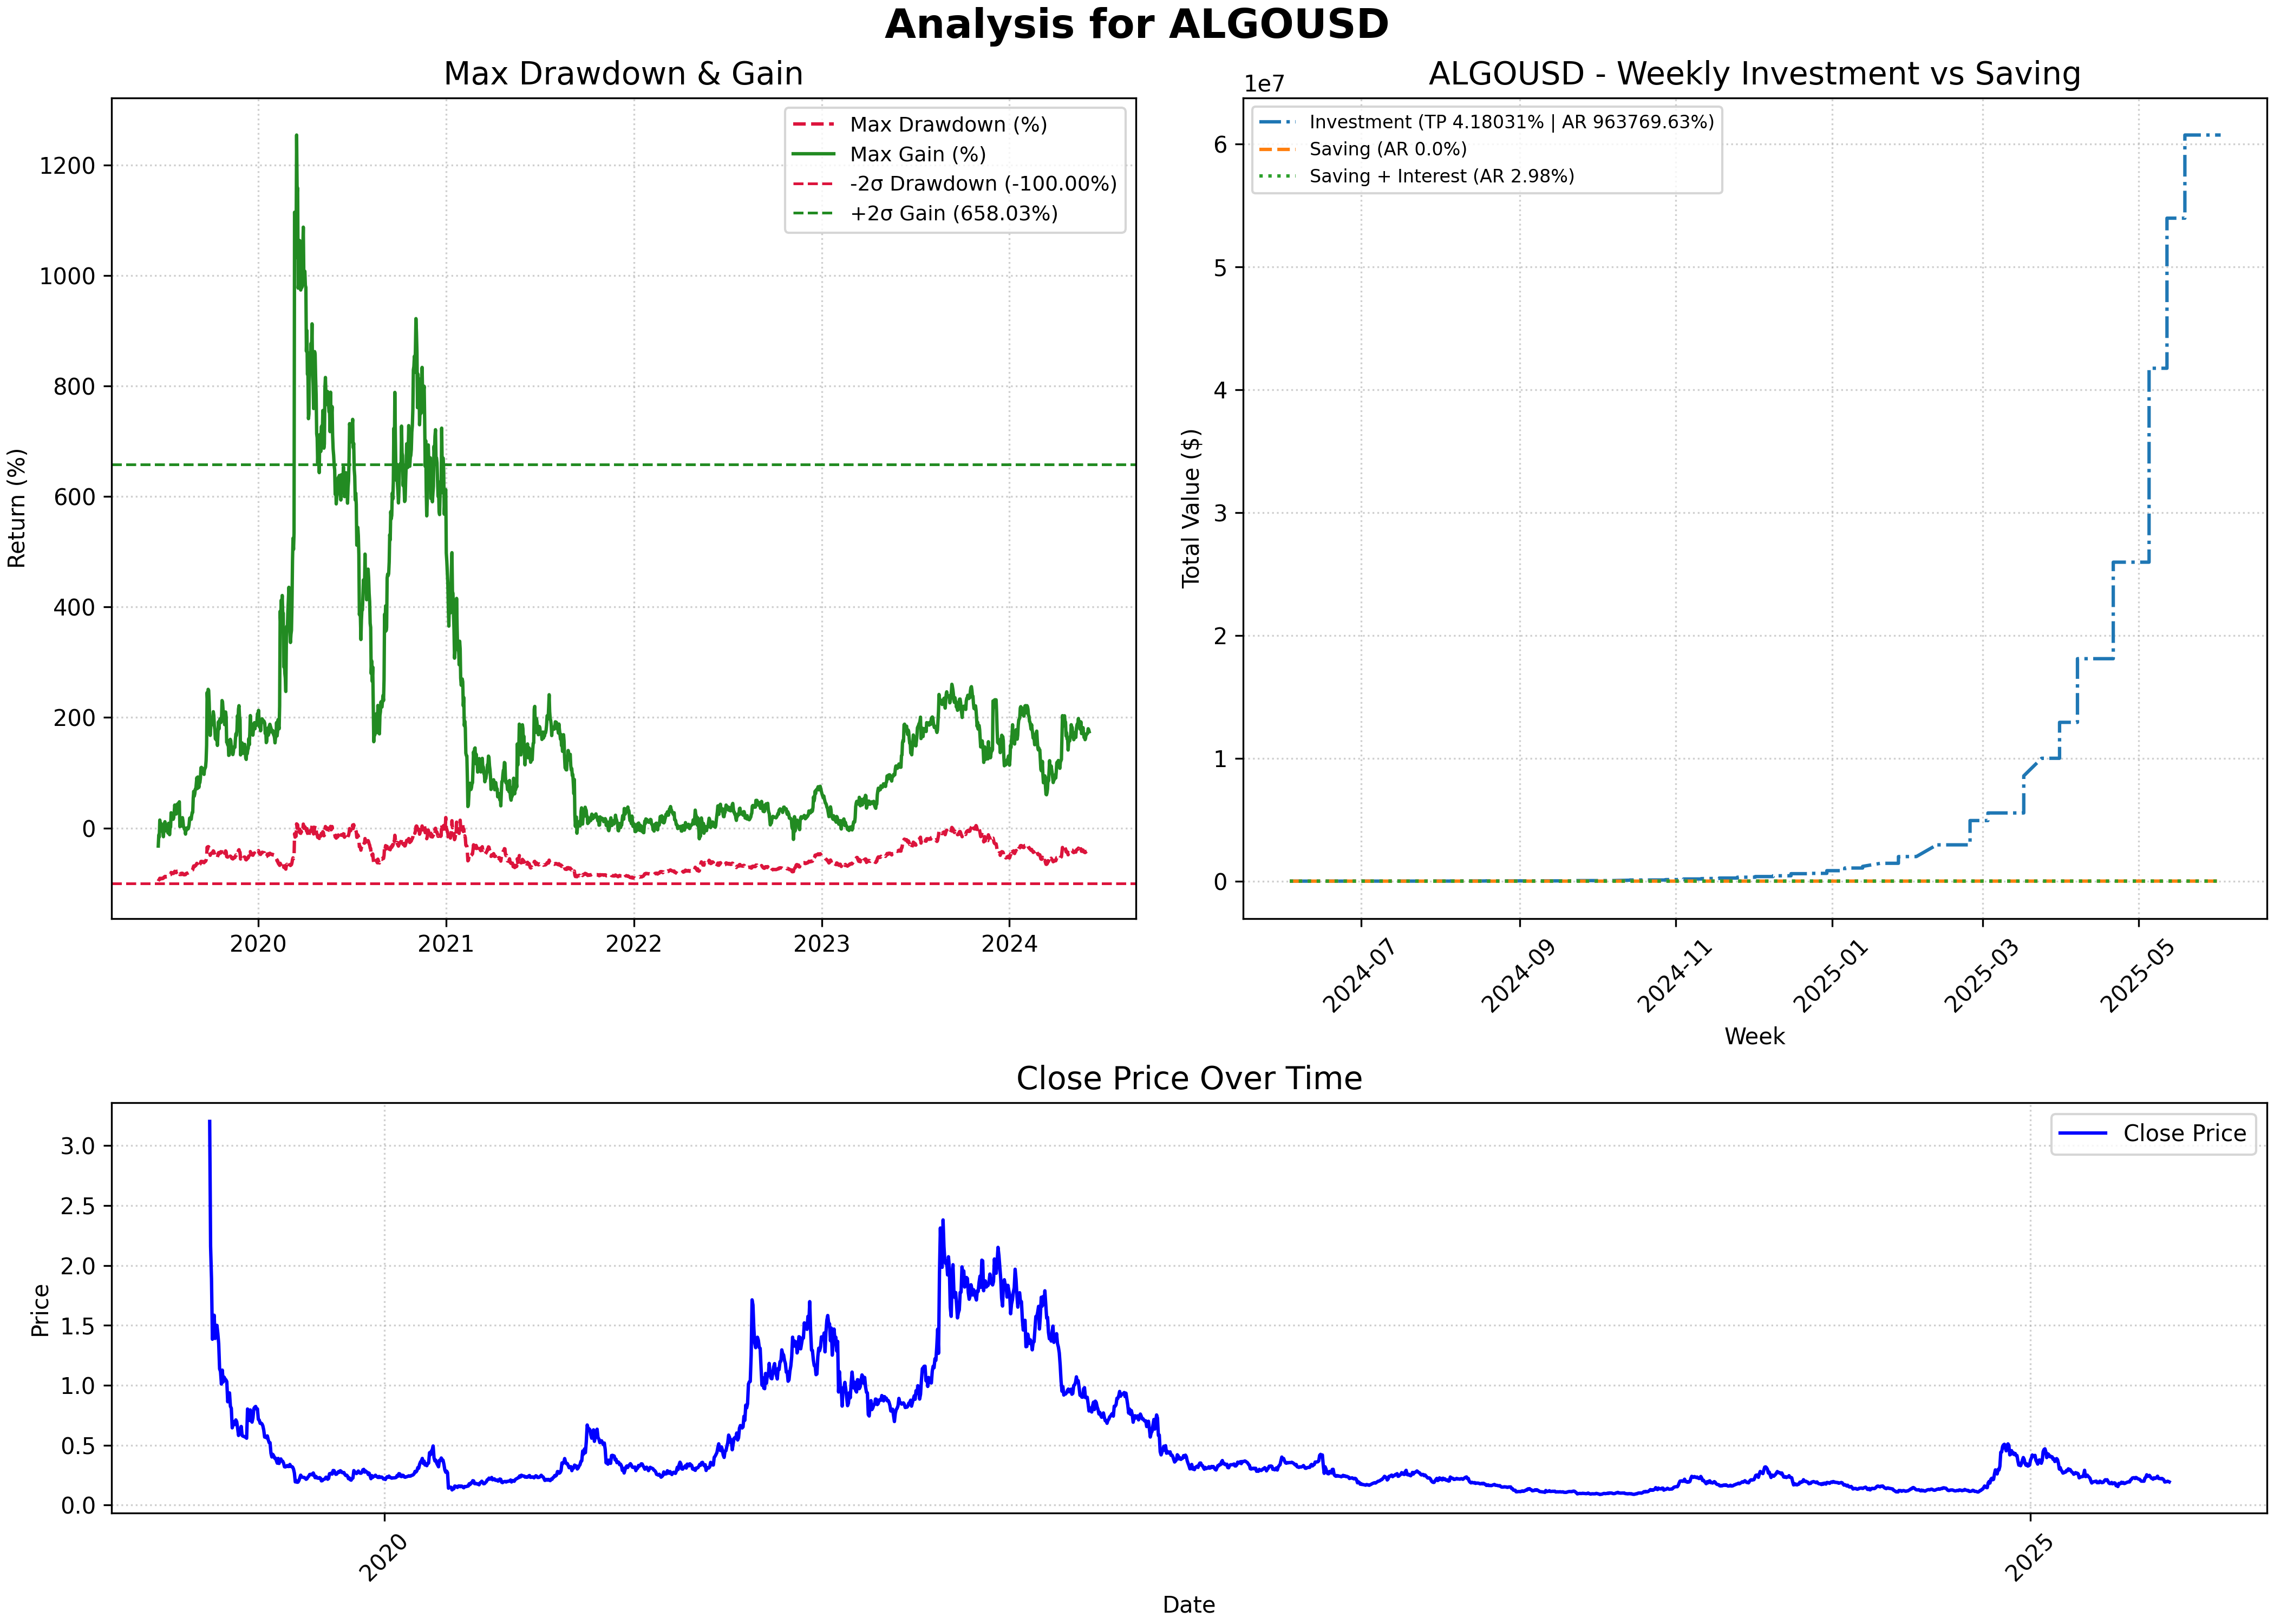 Analysis for ALGOUSD
Max Drawdown & Gain
Return (%)
1200
1000
800
600
400
200
0
Max Drawdown (%)
Max Gain (%)
-2σ Drawdown (-100.00%)
+2σ Gain (658.03%)
2020
2021
2022
2023
2024
ALGOUSD - Weekly Investment vs Saving
1e7
Total Value ($)
6
5
4
3
2
1
0
Investment (TP 4.18031% | AR 963769.63%)
Saving (AR 0.0%)
Saving + Interest (AR 2.98%)
2024-07
2024-09
2024-11
2025-01
2025-03
2025-05
Week
Close Price Over Time
Price
3.0
2.5
2.0
1.5
1.0
0.5
0.0
Close Price
2020
2025
Date